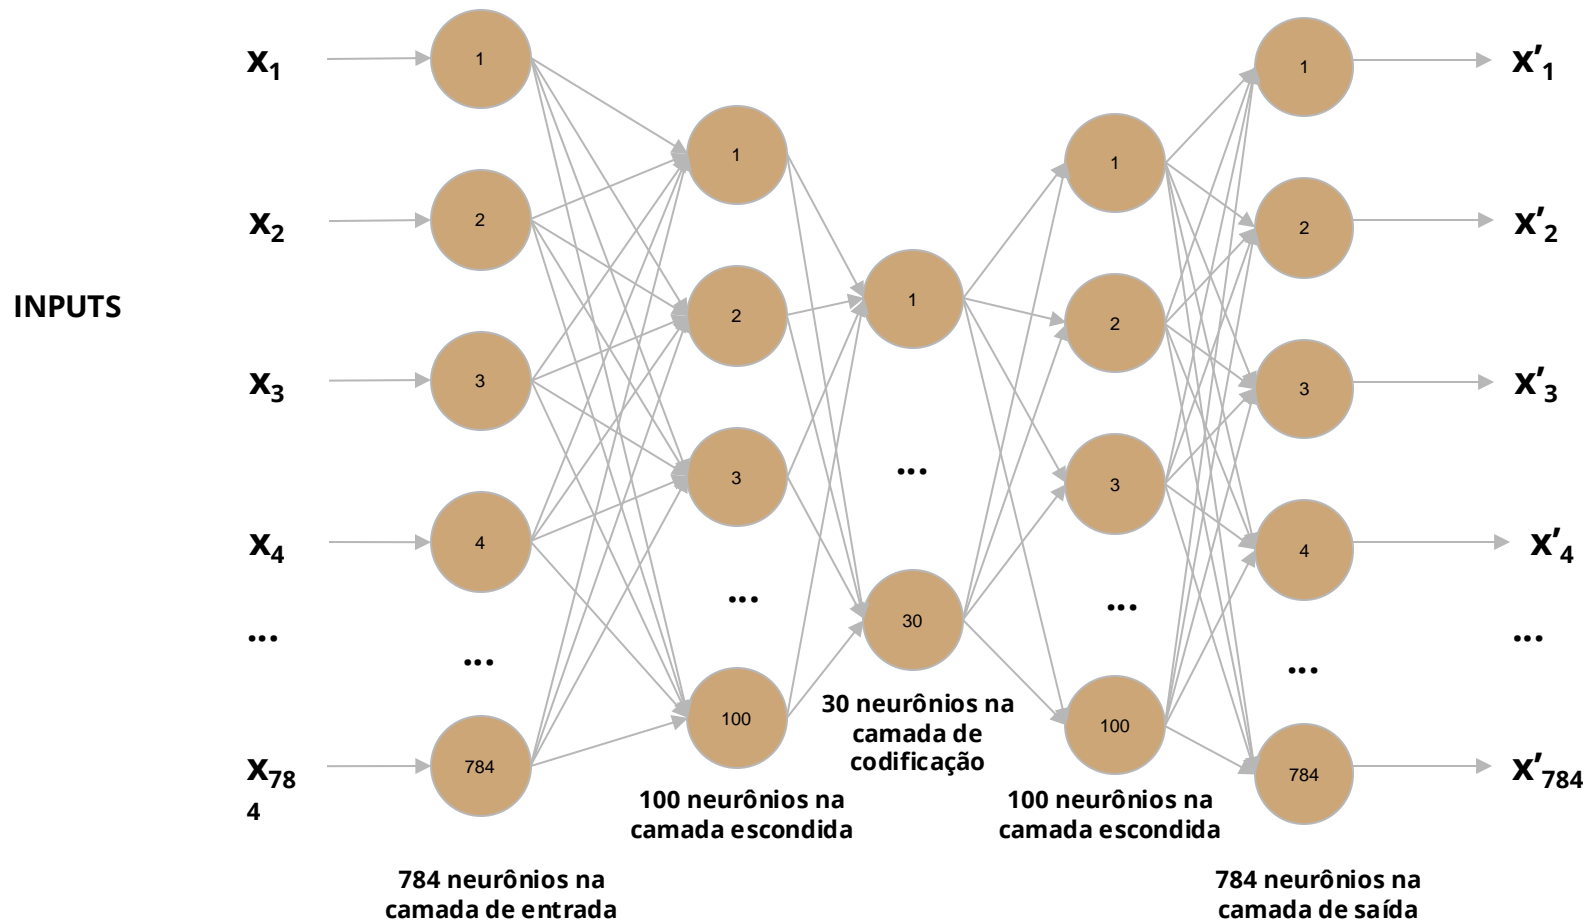 x1
x2
INPUTS
x3
x4
...
x78
4
1
2
3
4
...
784
784 neurônios na
camada de entrada
1
2
3
...
100
100 neurônios na
camada escondida
1
...
30
30 neurônios na
camada de
codificação
1
2
3
...
100
100 neurônios na
camada escondida
1
2
3
4
...
784
784 neurônios na
camada de saída
x’1
x’2
x’3
x’4
...
x’784